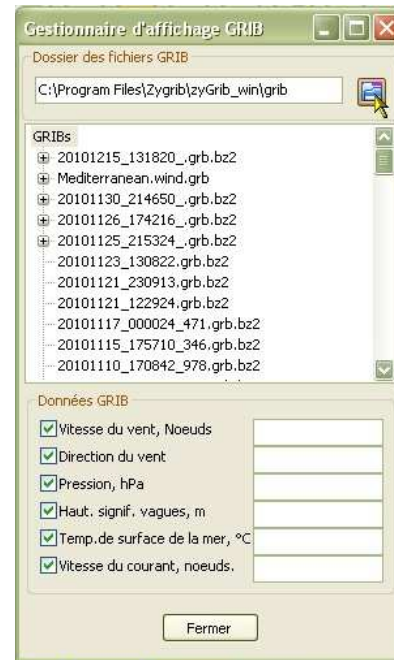 Gestionnaire d'affichage GRIB
Dossier des fichiers GRIB
C:\Program Files\Zygrib\zyGrib_win\grib
GRIBs
20101215_131820_.grb.bz2
Mediterranean.wind.grb
20101130_214650_.grb.bz2
20101126_174216_.grb.bz2
20101125_215324_.grb.bz2
20101123_130822.grb.bz2
20101121_230913.grb.bz2
20101121_122924.grb.bz2
20101117_000024_471.grb.bz2
20101115_175710_346.grb.bz2
20101110_170842_978.grb.bz2
Données GRIB
Vitesse du vent, Noeuds
Direction du vent
Pression, hPa
Haut. signif. vagues, m
Temp.de surface de la mer, °C
Vitesse du courant, noeuds.
Fermer